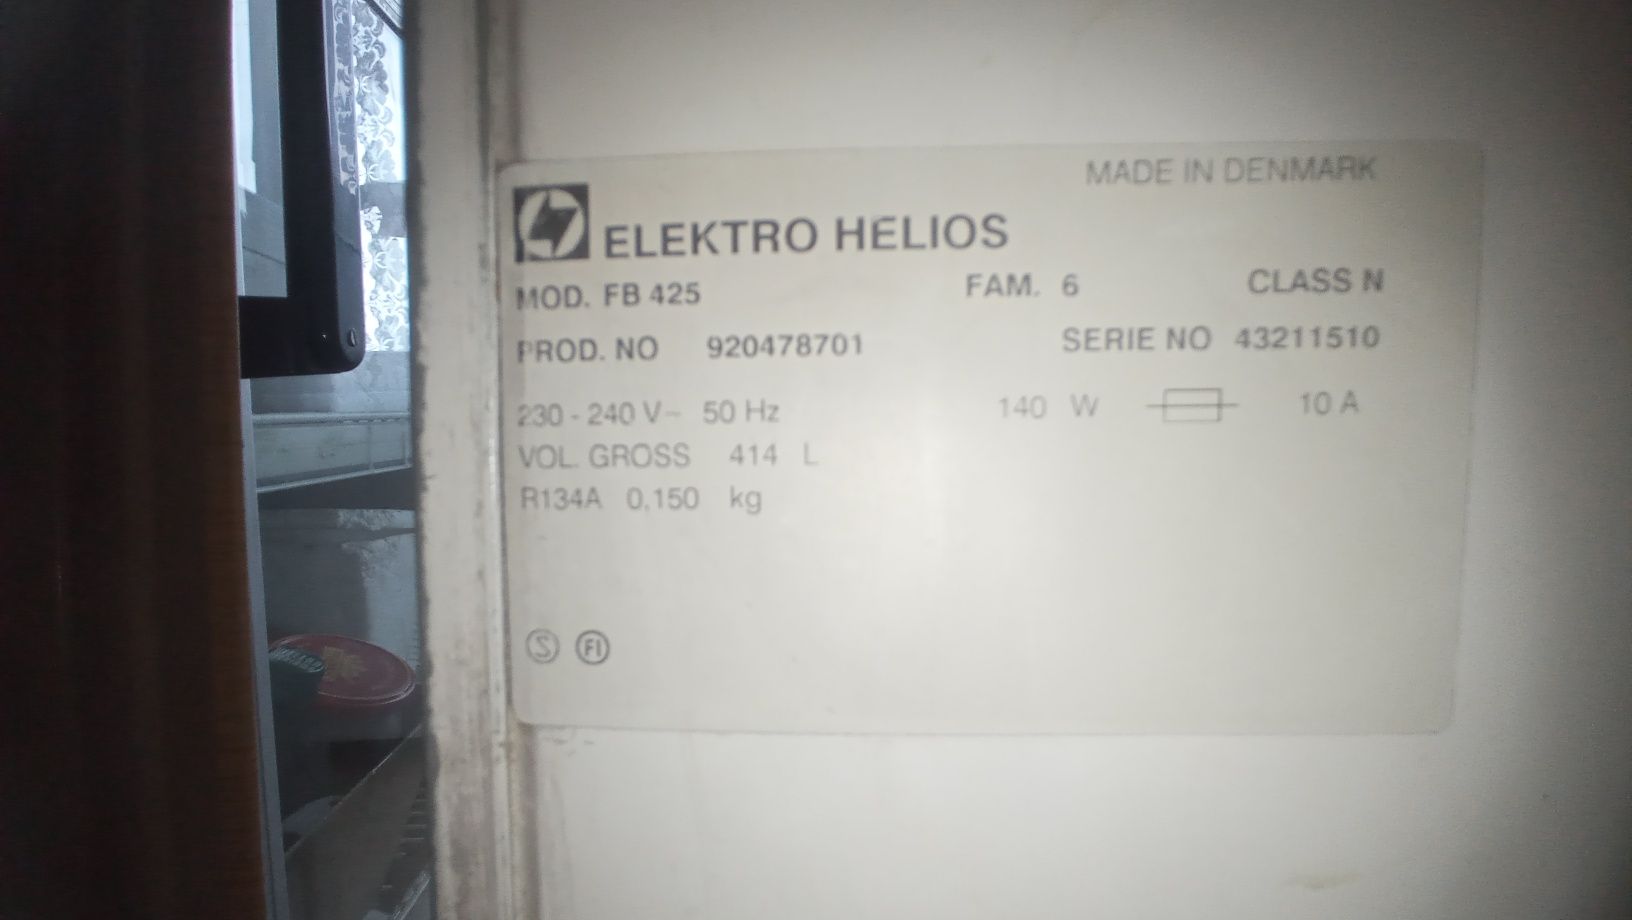 MADE IN DENMARK
ELEKTRO HELIOS
MOD. FB 425 FAM. 6 CLASS N
PROD. NO 920478701 SERIE NO 43211510
230 - 240 V~ 50 Hz 140 W 10 A
VOL. GROSS 414 L
R134A 0,150 kg
S FI